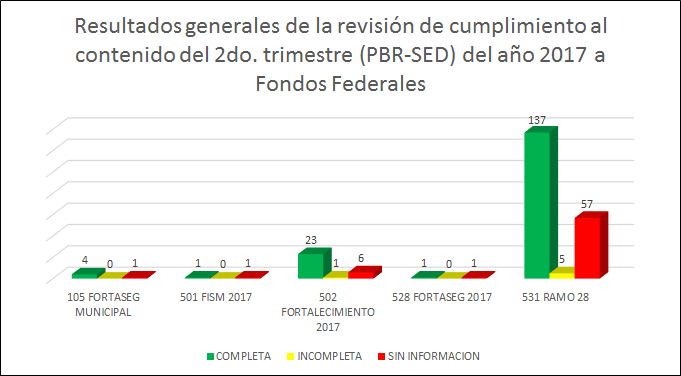 Resultados generales de la revisión de cumplimiento al
contenido del 2do. trimestre (PBR-SED) del año 2017 a
Fondos Federales
137
57
5
23
1
6
4
0
1
1
0
1
1
0
1
105 FORTASEG
MUNICIPAL
501 FISM 2017
502
FORTALECIMIENTO
2017
528 FORTASEG 2017
531 RAMO 28
COMPLETA
INCOMPLETA
SIN INFORMACION